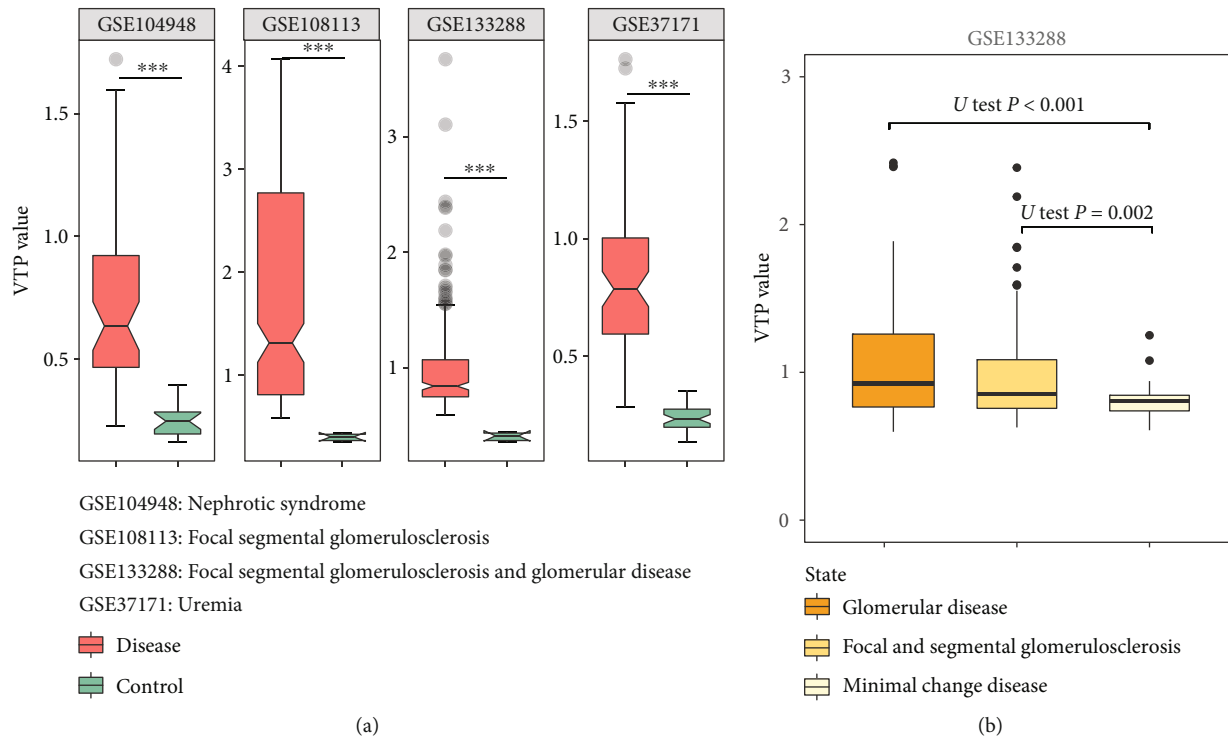 GSE104948
GSE108113
GSE133288
GSE37171
***
***
***
***
VTP value
1.5
1.0
0.5
4
3
2
1
3
2
1
1.5
1.0
0.5
GSE104948: Nephrotic syndrome
GSE108113: Focal segmental glomerulosclerosis
GSE133288: Focal segmental glomerulosclerosis and glomerular disease
GSE37171: Uremia
Disease
Control
(a)
GSE133288
U test P < 0.001
U test P = 0.002
VTP value
3
2
1
0
State
Glomerular disease
Focal and segmental glomerulosclerosis
Minimal change disease
(b)